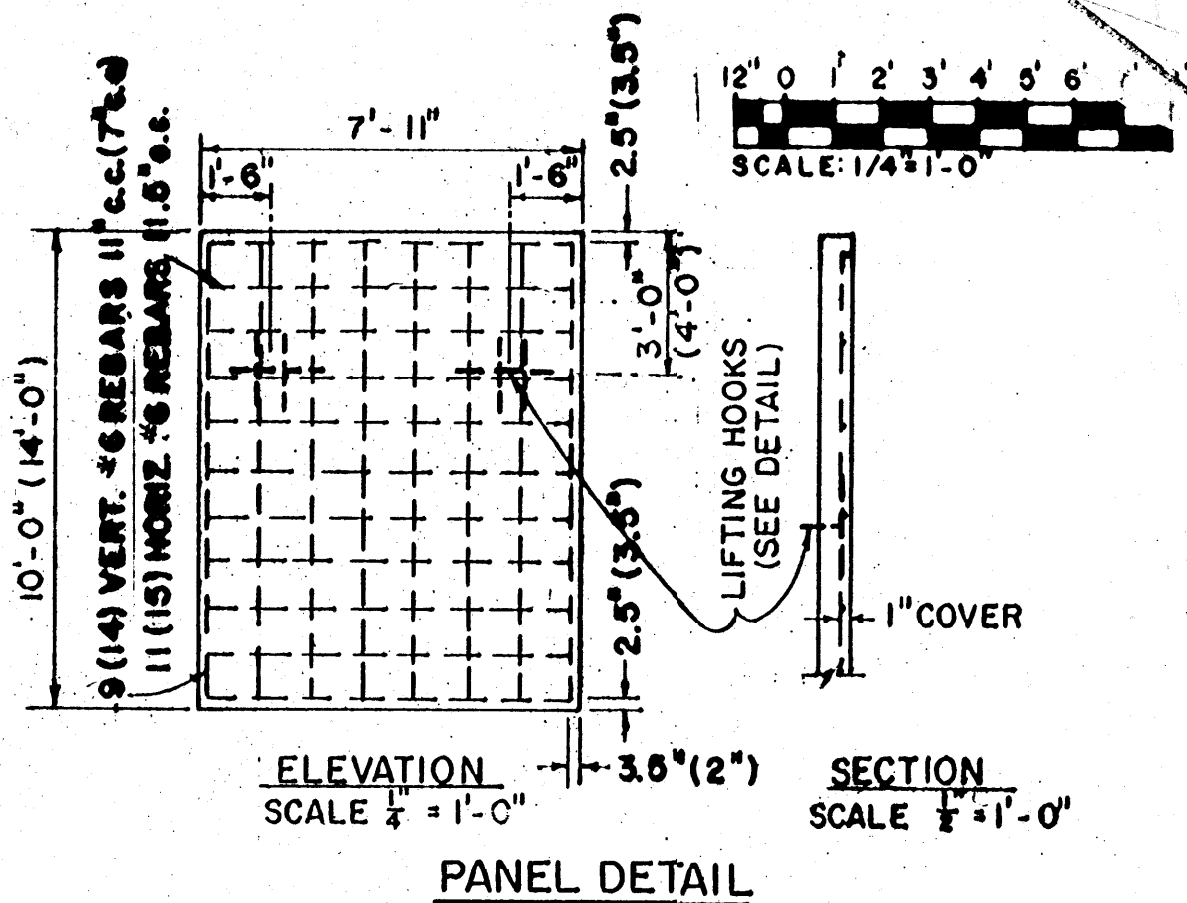 12" 0 1' 2' 3' 4' 5' 6'
SCALE: 1/4"=1'-0"
7'-11"
1'-6"
1'-6"
2.5"(3.5")
9 (14) VERT. #6 REBARS 11" c.c.(7"
11 (15) HORIZ. #6 REBARS 11.5" o.c.
10'-0" (14'-0")
3'-0"
(4'-0")
LIFTING HOOKS
(SEE DETAIL)
2.5"(3.5")
1" COVER
3.5"(2")
ELEVATION
SCALE 1/4" = 1'-0"
SECTION
SCALE 1/2" = 1'-0"
PANEL DETAIL